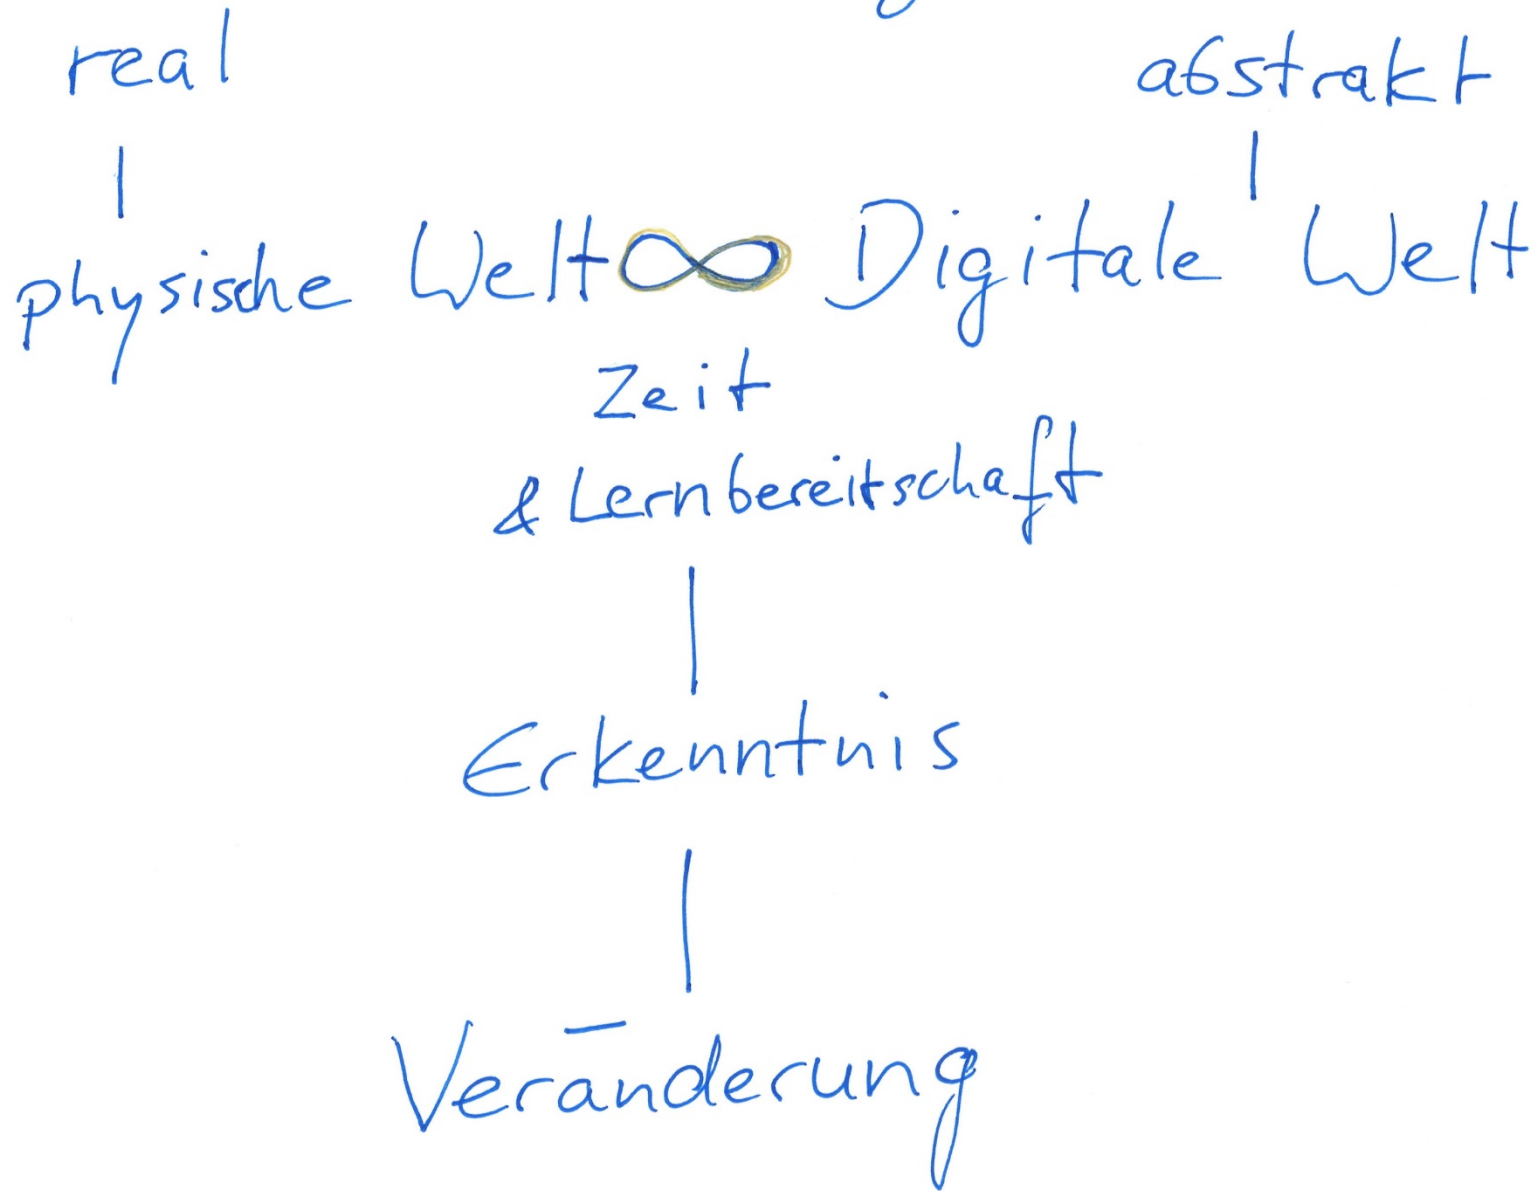 real
abstrakt
physische Welt ∞ Digitale Welt
Zeit
& Lernbereitschaft
Erkenntnis
Veränderung